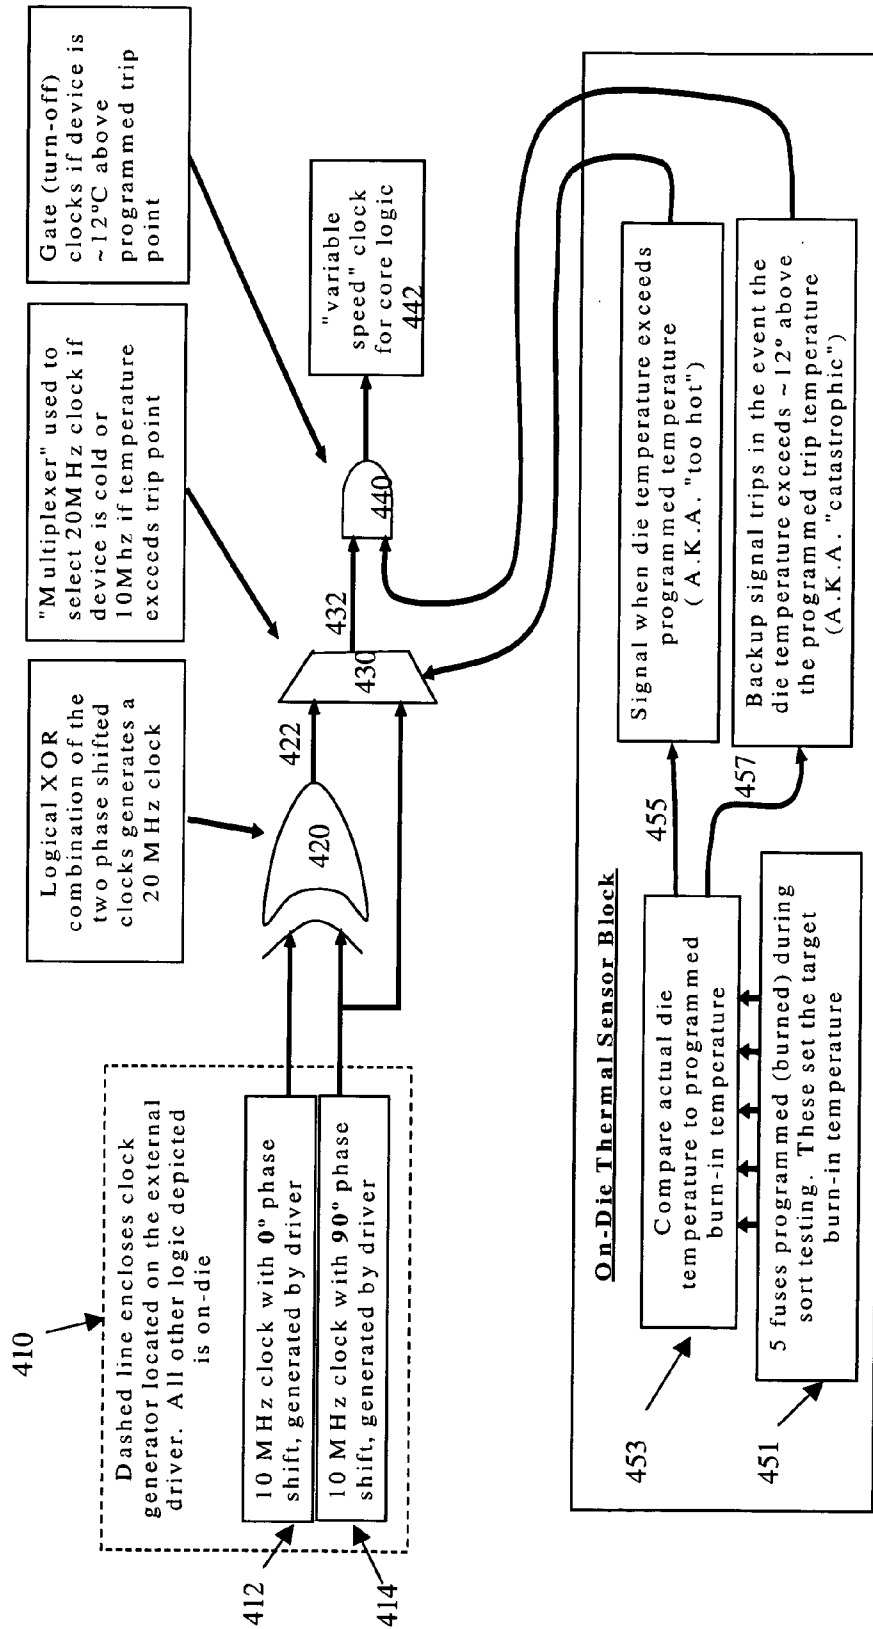 410
Dashed line encloses clock
generator located on the external
driver. All other logic depicted
is on-die
412
10 MHz clock with 0° phase
shift, generated by driver
414
10 MHz clock with 90° phase
shift, generated by driver
Logical XOR
combination of the
two phase shifted
clocks generates a
20 MHz clock
420
422
"Multiplexer" used to
select 20MHz clock if
device is cold or
10Mhz if temperature
exceeds trip point
430
432
Gate (turn-off)
clocks if device is
~12°C above
programmed trip
point
440
"variable
speed" clock
for core logic
442
On-Die Thermal Sensor Block
453
Compare actual die
temperature to programmed
burn-in temperature
451
5 fuses programmed (burned) during
sort testing. These set the target
burn-in temperature
455
Signal when die temperature exceeds
programmed temperature
(A.K.A. "too hot")
457
Backup signal trips in the event the
die temperature exceeds ~12° above
the programmed trip temperature
(A.K.A. "catastrophic")